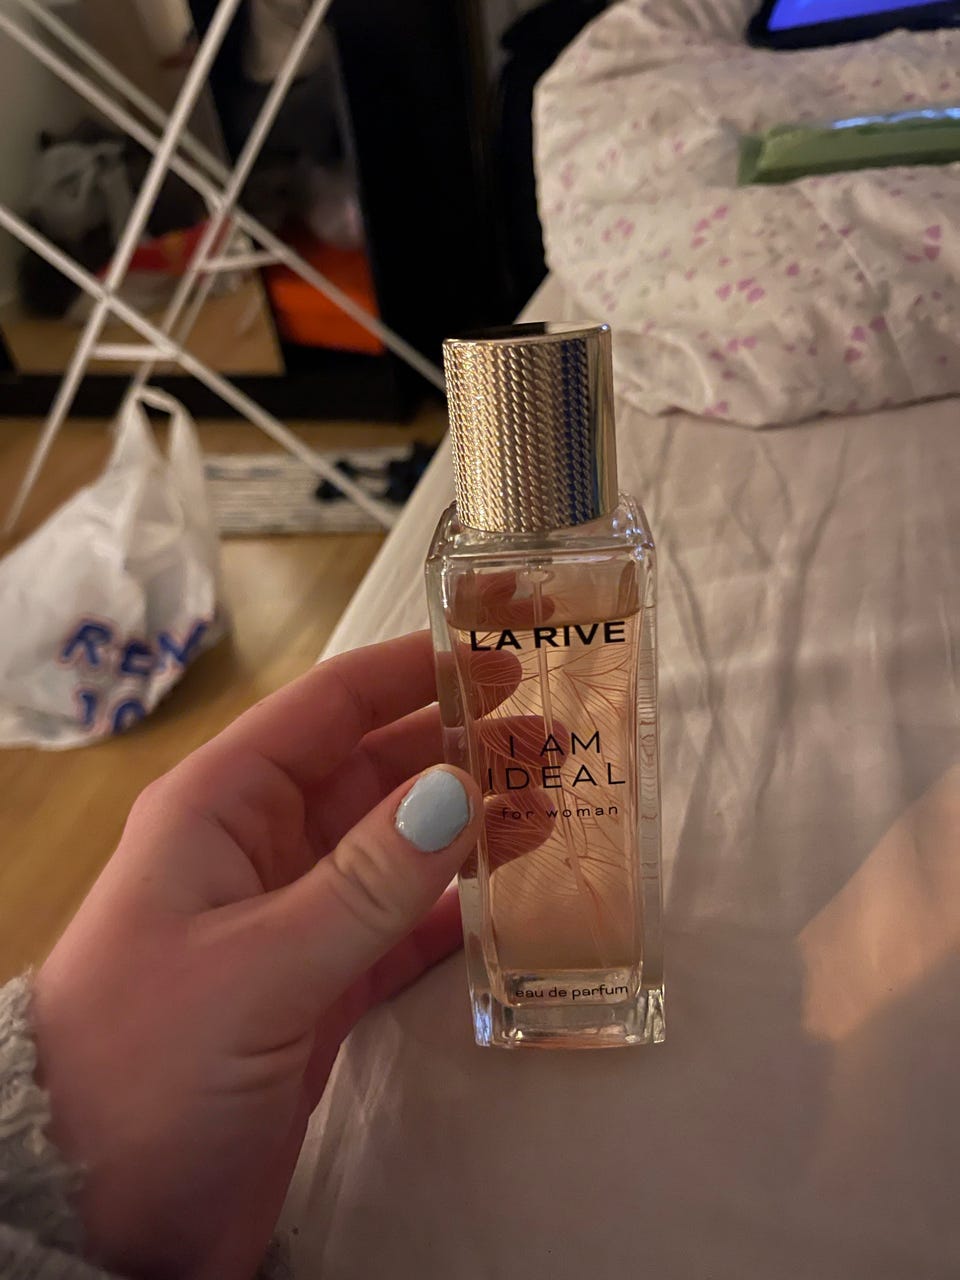 LA RIVE
I AM
IDEAL
for woman
eau de parfum